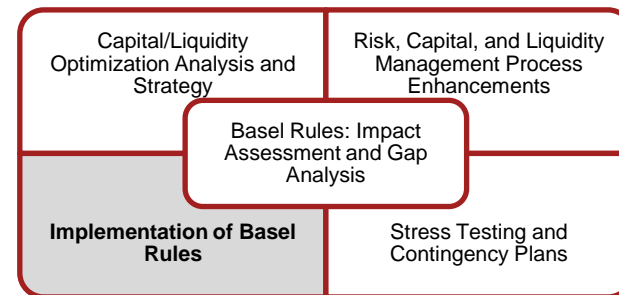 Capital/Liquidity
Optimization Analysis and
Strategy
Risk, Capital, and Liquidity
Management Process
Enhancements
Basel Rules: Impact
Assessment and Gap
Analysis
Implementation of Basel
Rules
Stress Testing and
Contingency Plans